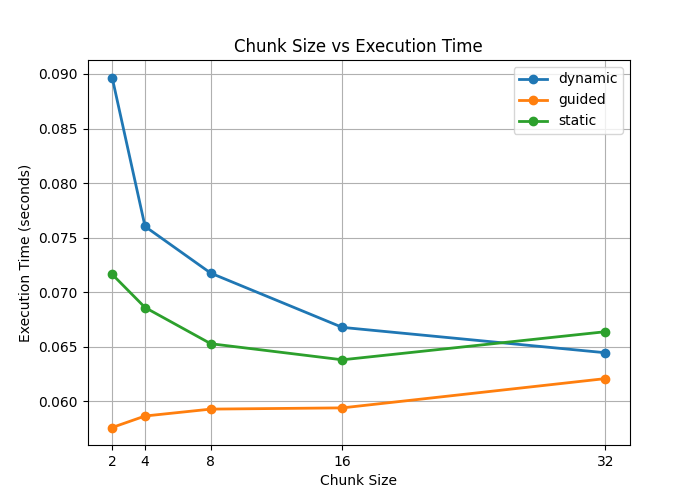 Chunk Size vs Execution Time
dynamic
guided
static
Execution Time (seconds)
0.090
0.085
0.080
0.075
0.070
0.065
0.060
2 4 8 16 32
Chunk Size